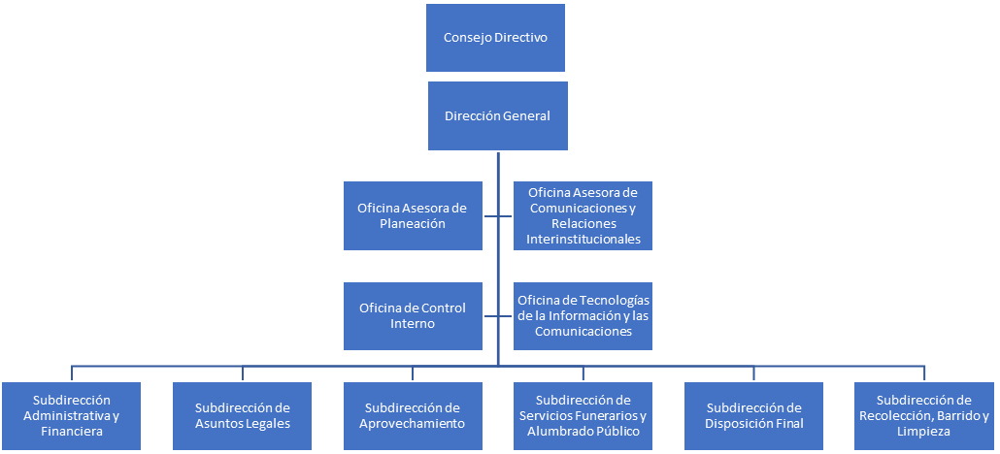 Consejo Directivo
Dirección General
Oficina Asesora de
Planeación
Oficina Asesora de
Comunicaciones y
Relaciones
Interinstitucionales
Oficina de Control
Interno
Oficina de Tecnologías
de la Información y las
Comunicaciones
Subdirección
Administrativa y
Financiera
Subdirección de
Asuntos Legales
Subdirección de
Aprovechamiento
Subdirección de
Servicios Funerarios y
Alumbrado Público
Subdirección de
Disposición Final
Subdirección de
Recolección, Barrido y
Limpieza